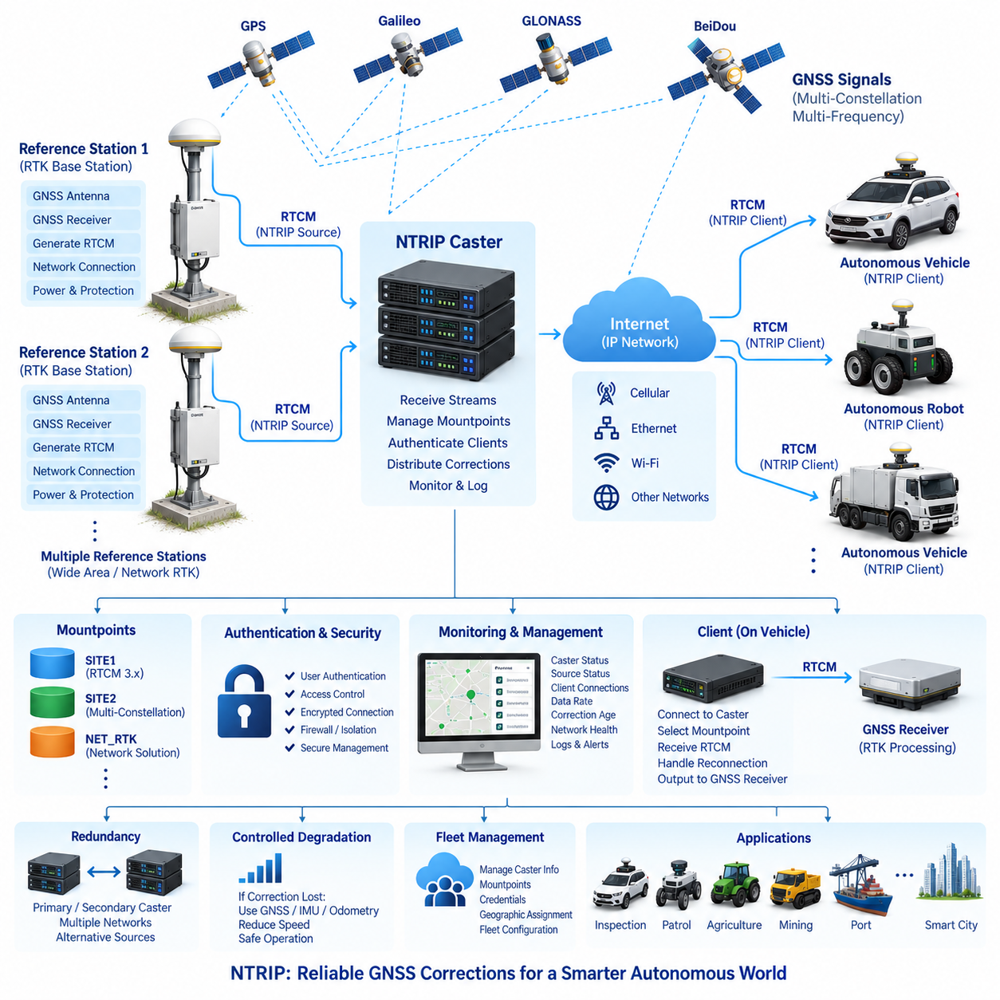 GPS
Galileo
GLONASS
BeiDou
GNSS Signals
(Multi-Constellation
Multi-Frequency)
Reference Station 1
(RTK Base Station)
GNSS Antenna
GNSS Receiver
Generate RTCM
Network Connection
Power & Protection
RTCM
(NTRIP Source)
Reference Station 2
(RTK Base Station)
GNSS Antenna
GNSS Receiver
Generate RTCM
Network Connection
Power & Protection
RTCM
(NTRIP Source)
Multiple Reference Stations
(Wide Area / Network RTK)
NTRIP Caster
Receive Streams
Manage Mountpoints
Authenticate Clients
Distribute Corrections
Monitor & Log
Internet
(IP Network)
Cellular
Ethernet
Wi-Fi
Other Networks
RTCM
(NTRIP Client)
Autonomous Vehicle
(NTRIP Client)
RTCM
(NTRIP Client)
Autonomous Robot
(NTRIP Client)
RTCM
(NTRIP Client)
Autonomous Vehicle
(NTRIP Client)
Mountpoints
SITE1
(RTCM 3.x)
SITE2
(Multi-Constellation)
NET_RTK
(Network Solution)
Authentication & Security
User Authentication
Access Control
Encrypted Connection
Firewall / Isolation
Secure Management
Monitoring & Management
Caster Status
Source Status
Client Connections
Data Rate
Correction Age
Network Health
Logs & Alerts
Client (On Vehicle)
RTCM
Connect to Caster
Select Mountpoint
Receive RTCM
Handle Reconnection
Output to GNSS Receiver
GNSS Receiver
(RTK Processing)
Redundancy
Primary / Secondary Caster
Multiple Networks
Alternative Sources
Controlled Degradation
If Correction Lost:
Use GNSS / IMU / Odometry
Reduce Speed
Safe Operation
Fleet Management
Manage Caster Info
Mountpoints
Credentials
Geographic Assignment
Fleet Configuration
Applications
Inspection
Patrol
Agriculture
Mining
Port
Smart City
NTRIP: Reliable GNSS Corrections for a Smarter Autonomous World